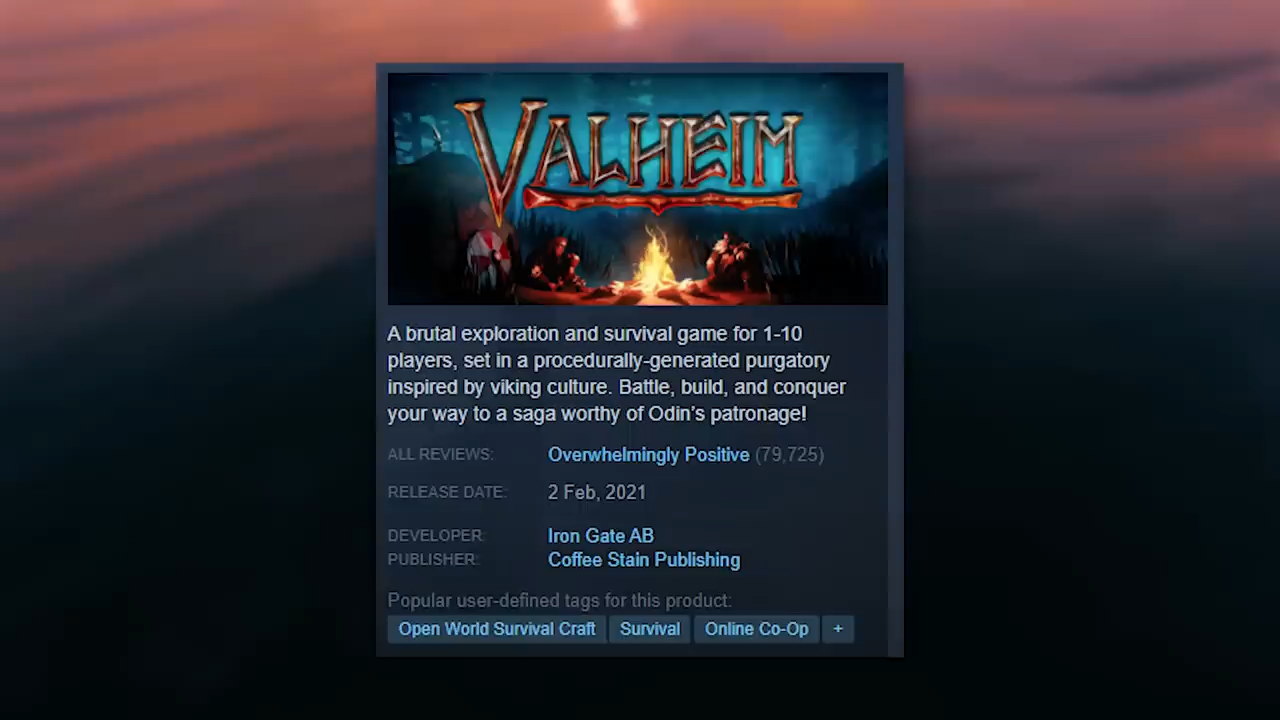 VALHEIM
A brutal exploration and survival game for 1-10
players, set in a procedurally-generated purgatory
inspired by viking culture. Battle, build, and conquer
your way to a saga worthy of Odin's patronage!
ALL REVIEWS: Overwhelmingly Positive (79,725)
RELEASE DATE: 2 Feb, 2021
DEVELOPER: Iron Gate AB
PUBLISHER: Coffee Stain Publishing
Popular user-defined tags for this product:
Open World Survival Craft Survival Online Co-Op +